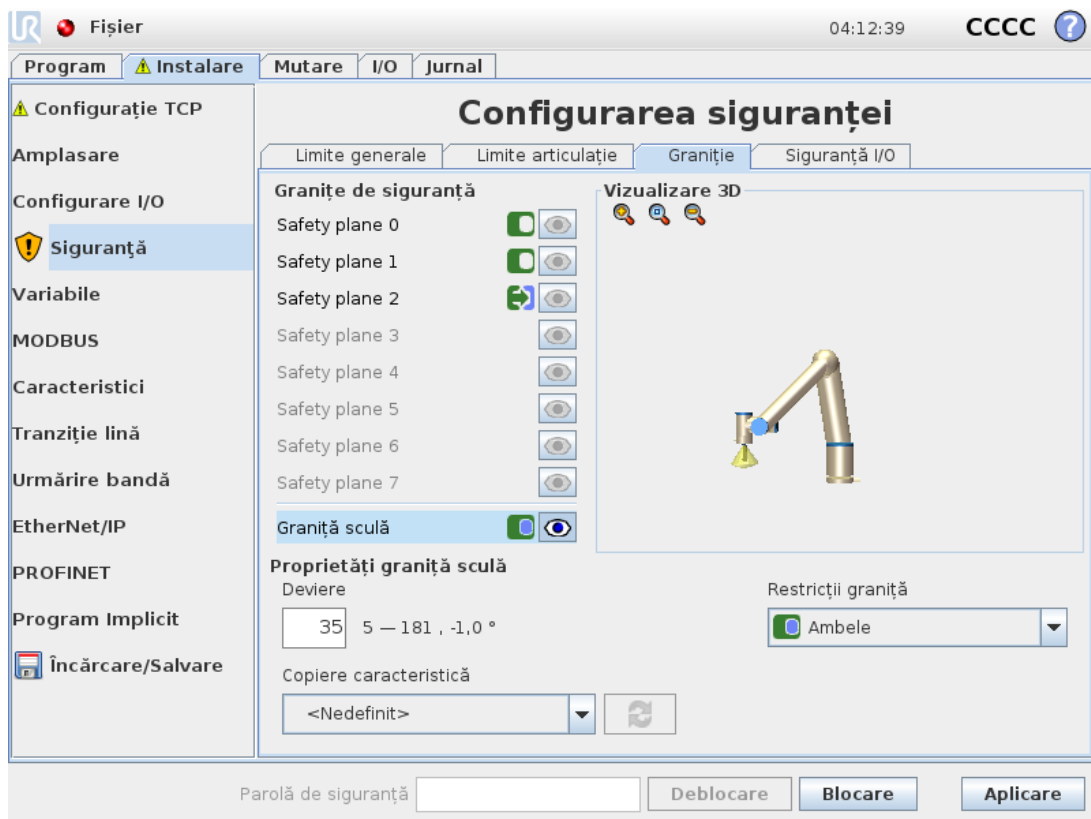 UR Fișier 04:12:39 CCCC ?
Program Instalare Mutare I/O Jurnal
Configurație TCP
Amplasare
Configurare I/O
Siguranță
Variabile
MODBUS
Caracteristici
Tranziție lină
Urmărire bandă
EtherNet/IP
PROFINET
Program Implicit
Încărcare/Salvare
Configurarea siguranței
Limite generale Limite articulație Graniție Siguranță I/O
Granițe de siguranță
Safety plane 0
Safety plane 1
Safety plane 2
Safety plane 3
Safety plane 4
Safety plane 5
Safety plane 6
Safety plane 7
Graniță sculă
Vizualizare 3D
Proprietăți graniță sculă
Deviere
35 5 — 181 , -1,0 °
Restricții graniță
Ambele
Copiere caracteristică
<Nedefinit>
Parolă de siguranță Deblocare Blocare Aplicare